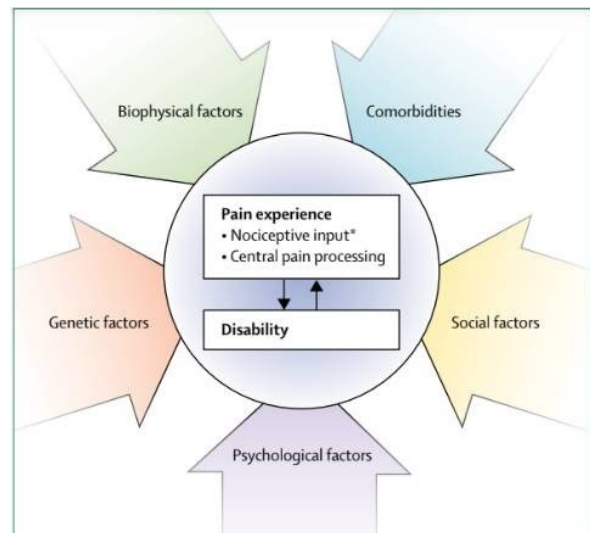 Biophysical factors
Comorbidities
Pain experience
• Nociceptive input*
• Central pain processing
Disability
Genetic factors
Social factors
Psychological factors